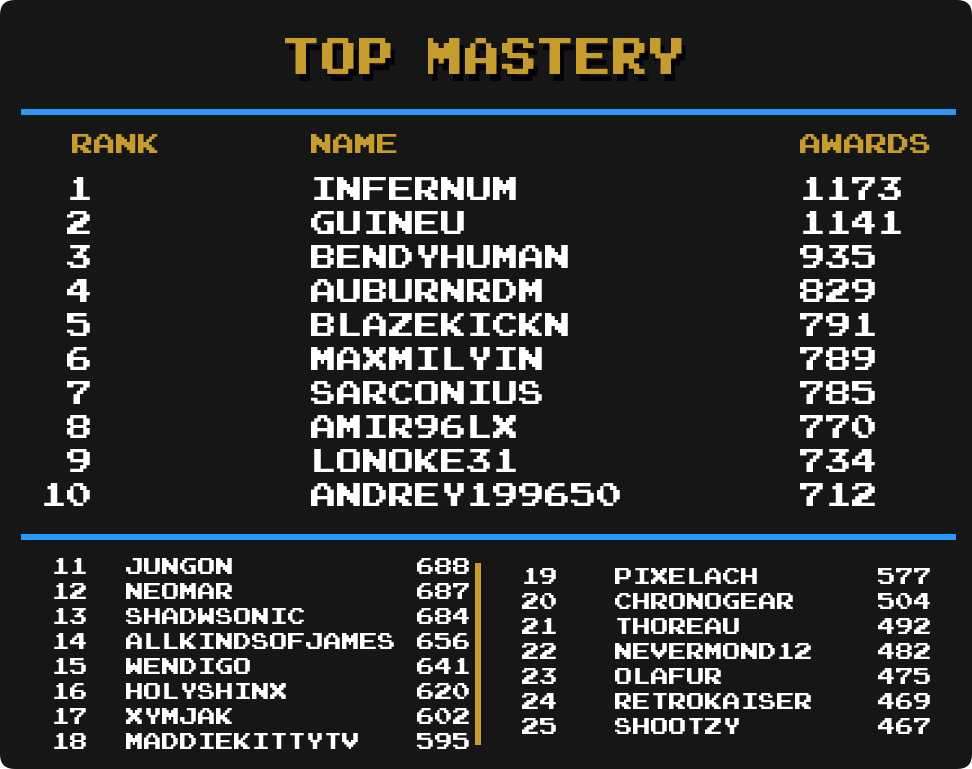 TOP MASTERY
RANK NAME AWARDS
1 INFERNUM 1173
2 GUINEU 1141
3 BENDYHUMAN 935
4 AUBURNRDM 829
5 BLAZEKICKN 791
6 MAXMILYIN 789
7 SARCONIUS 785
8 AMIR96LX 770
9 LONOKE31 734
10 ANDREY199650 712
11 JUNGON 688
12 NEOMAR 687
13 SHADWSONIC 684
14 ALLKINDSOFJAMES 656
15 WENDIGO 641
16 HOLYSHINX 620
17 XYMJAK 602
18 MADDIEKITTYTV 595
19 PIXELACH 577
20 CHRONOGEAR 504
21 THOREAU 492
22 NEVERMOND12 482
23 OLAFUR 475
24 RETROKAISER 469
25 SHOOTZY 467